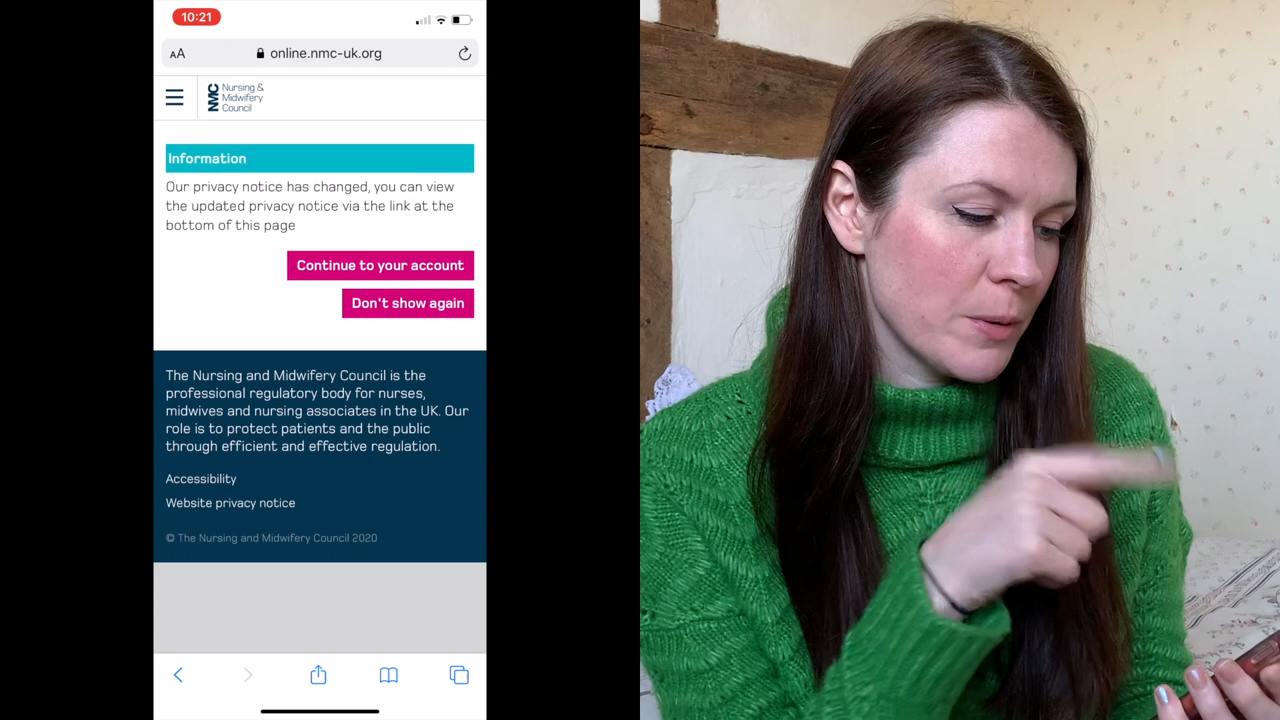 10:21
AA
online.nmc-uk.org
NMC
Nursing &
Midwifery
Council
Information
Our privacy notice has changed, you can view
the updated privacy notice via the link at the
bottom of this page
Continue to your account
Don't show again
The Nursing and Midwifery Council is the
professional regulatory body for nurses,
midwives and nursing associates in the UK. Our
role is to protect patients and the public
through efficient and effective regulation.
Accessibility
Website privacy notice
© The Nursing and Midwifery Council 2020